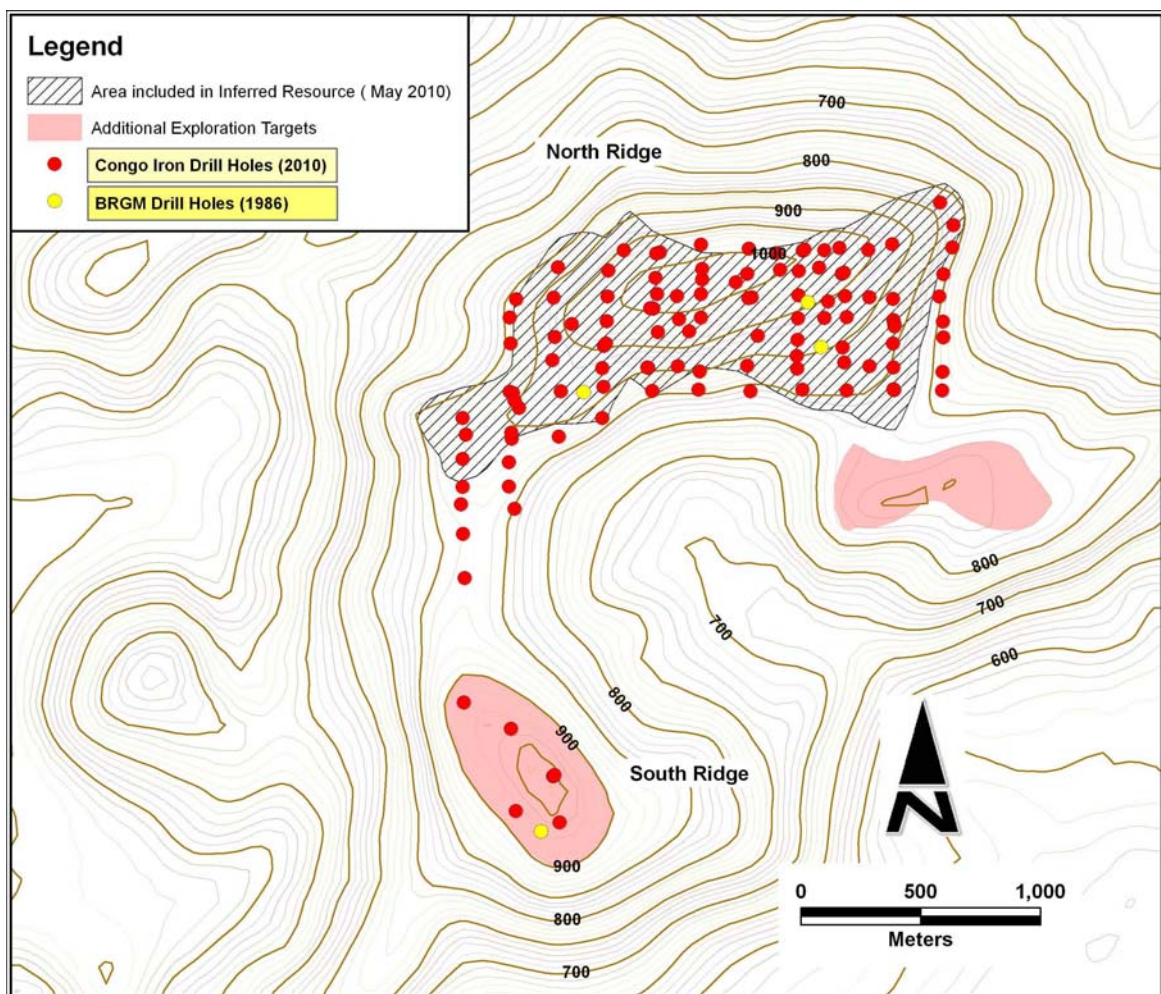 Legend
Area included in Inferred Resource ( May 2010)
Additional Exploration Targets
Congo Iron Drill Holes (2010)
BRGM Drill Holes (1986)
700
North Ridge
800
900
1000
800
700
700
600
800
900
South Ridge
N
900
0 500 1,000
Meters
800
700